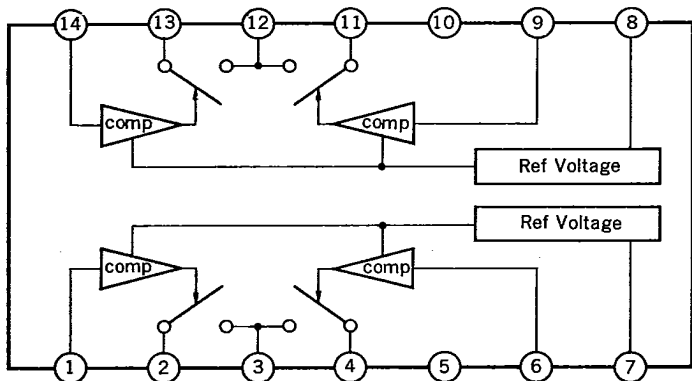 14 13 12 11 10 9 8
comp comp
Ref Voltage
Ref Voltage
comp comp
1 2 3 4 5 6 7